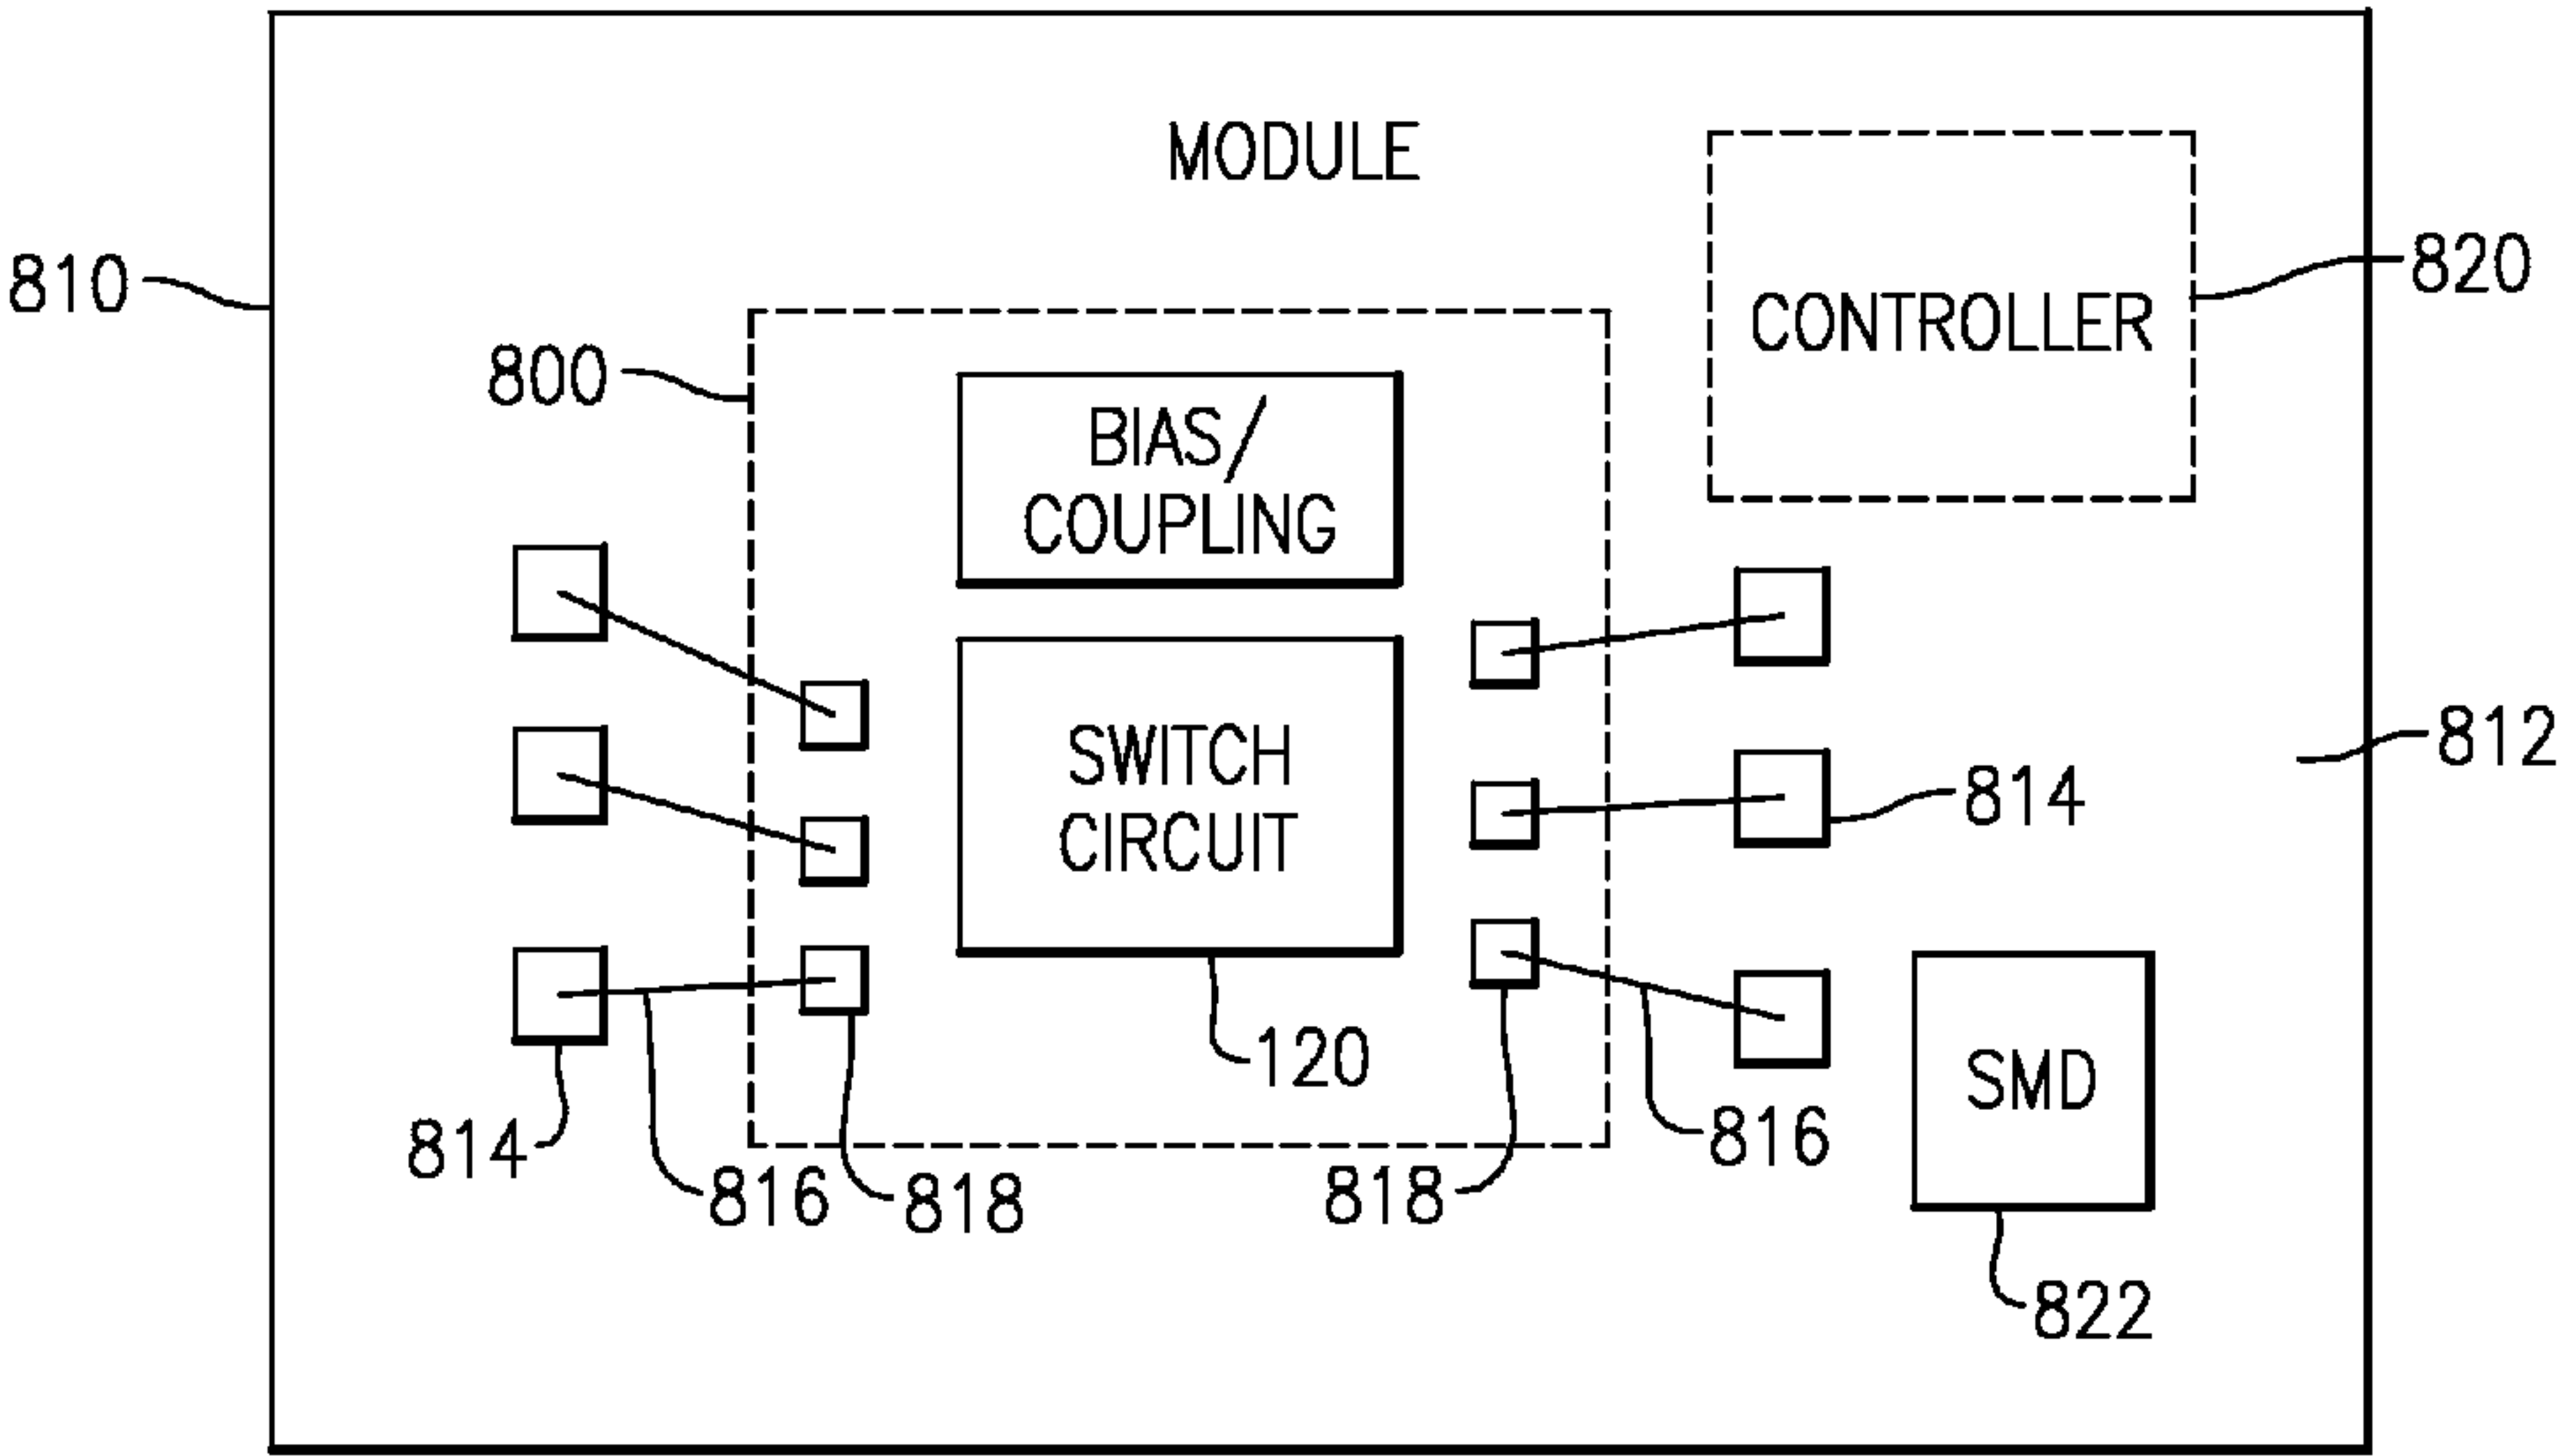 MODULE
810
820
CONTROLLER
800
BIAS/
COUPLING
812
SWITCH
CIRCUIT
814
120
SMD
814
816
818
818
816
822